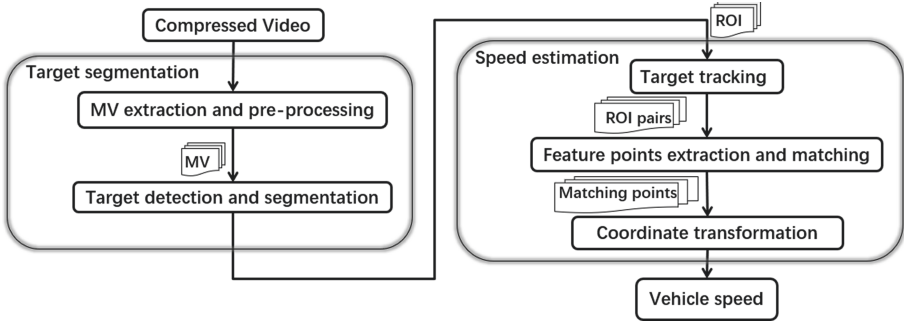 Compressed Video
Target segmentation
MV extraction and pre-processing
MV
Target detection and segmentation
ROI
Speed estimation
Target tracking
ROI pairs
Feature points extraction and matching
Matching points
Coordinate transformation
Vehicle speed